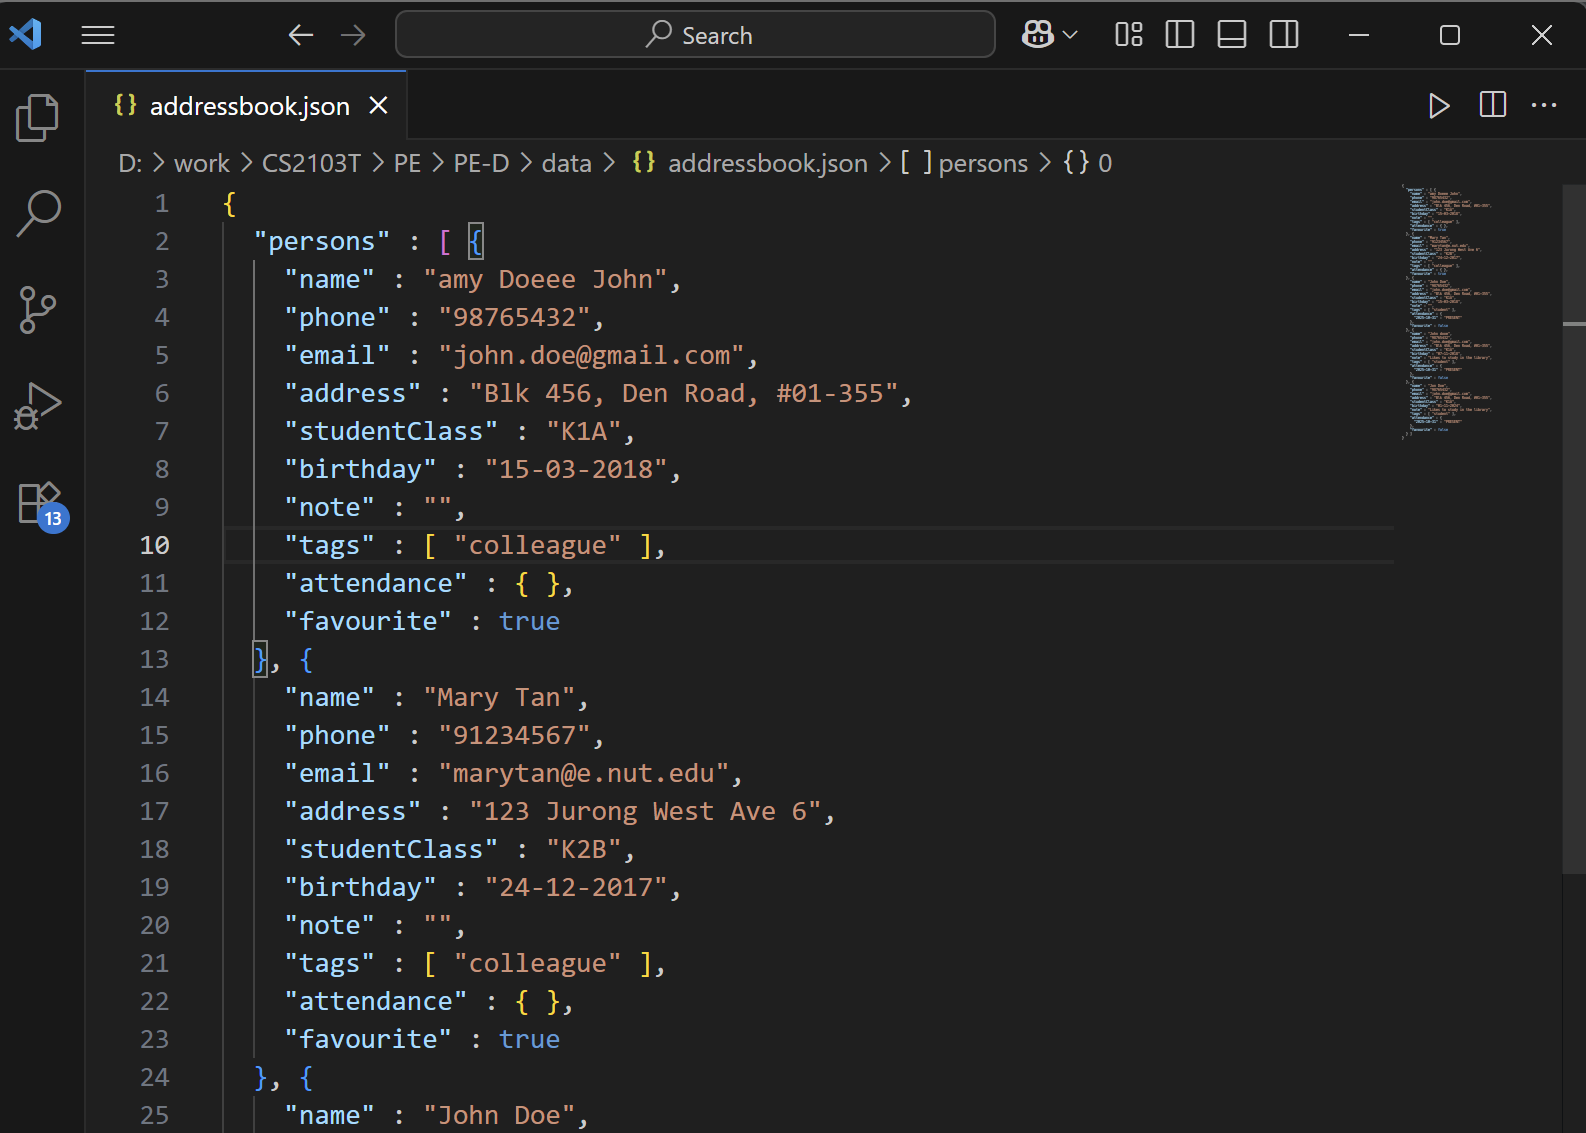 Search
{} addressbook.json
D: > work > CS2103T > PE > PE-D > data > {} addressbook.json > [ ] persons > {} 0
1 {
2 "persons" : [ {
3 "name" : "amy Doeee John",
4 "phone" : "98765432",
5 "email" : "john.doe@gmail.com",
6 "address" : "Blk 456, Den Road, #01-355",
7 "studentClass" : "K1A",
8 "birthday" : "15-03-2018",
9 "note" : "",
10 "tags" : [ "colleague" ],
11 "attendance" : { },
12 "favourite" : true
13 }, {
14 "name" : "Mary Tan",
15 "phone" : "91234567",
16 "email" : "marytan@e.nut.edu",
17 "address" : "123 Jurong West Ave 6",
18 "studentClass" : "K2B",
19 "birthday" : "24-12-2017",
20 "note" : "",
21 "tags" : [ "colleague" ],
22 "attendance" : { },
23 "favourite" : true
24 }, {
25 "name" : "John Doe",
13